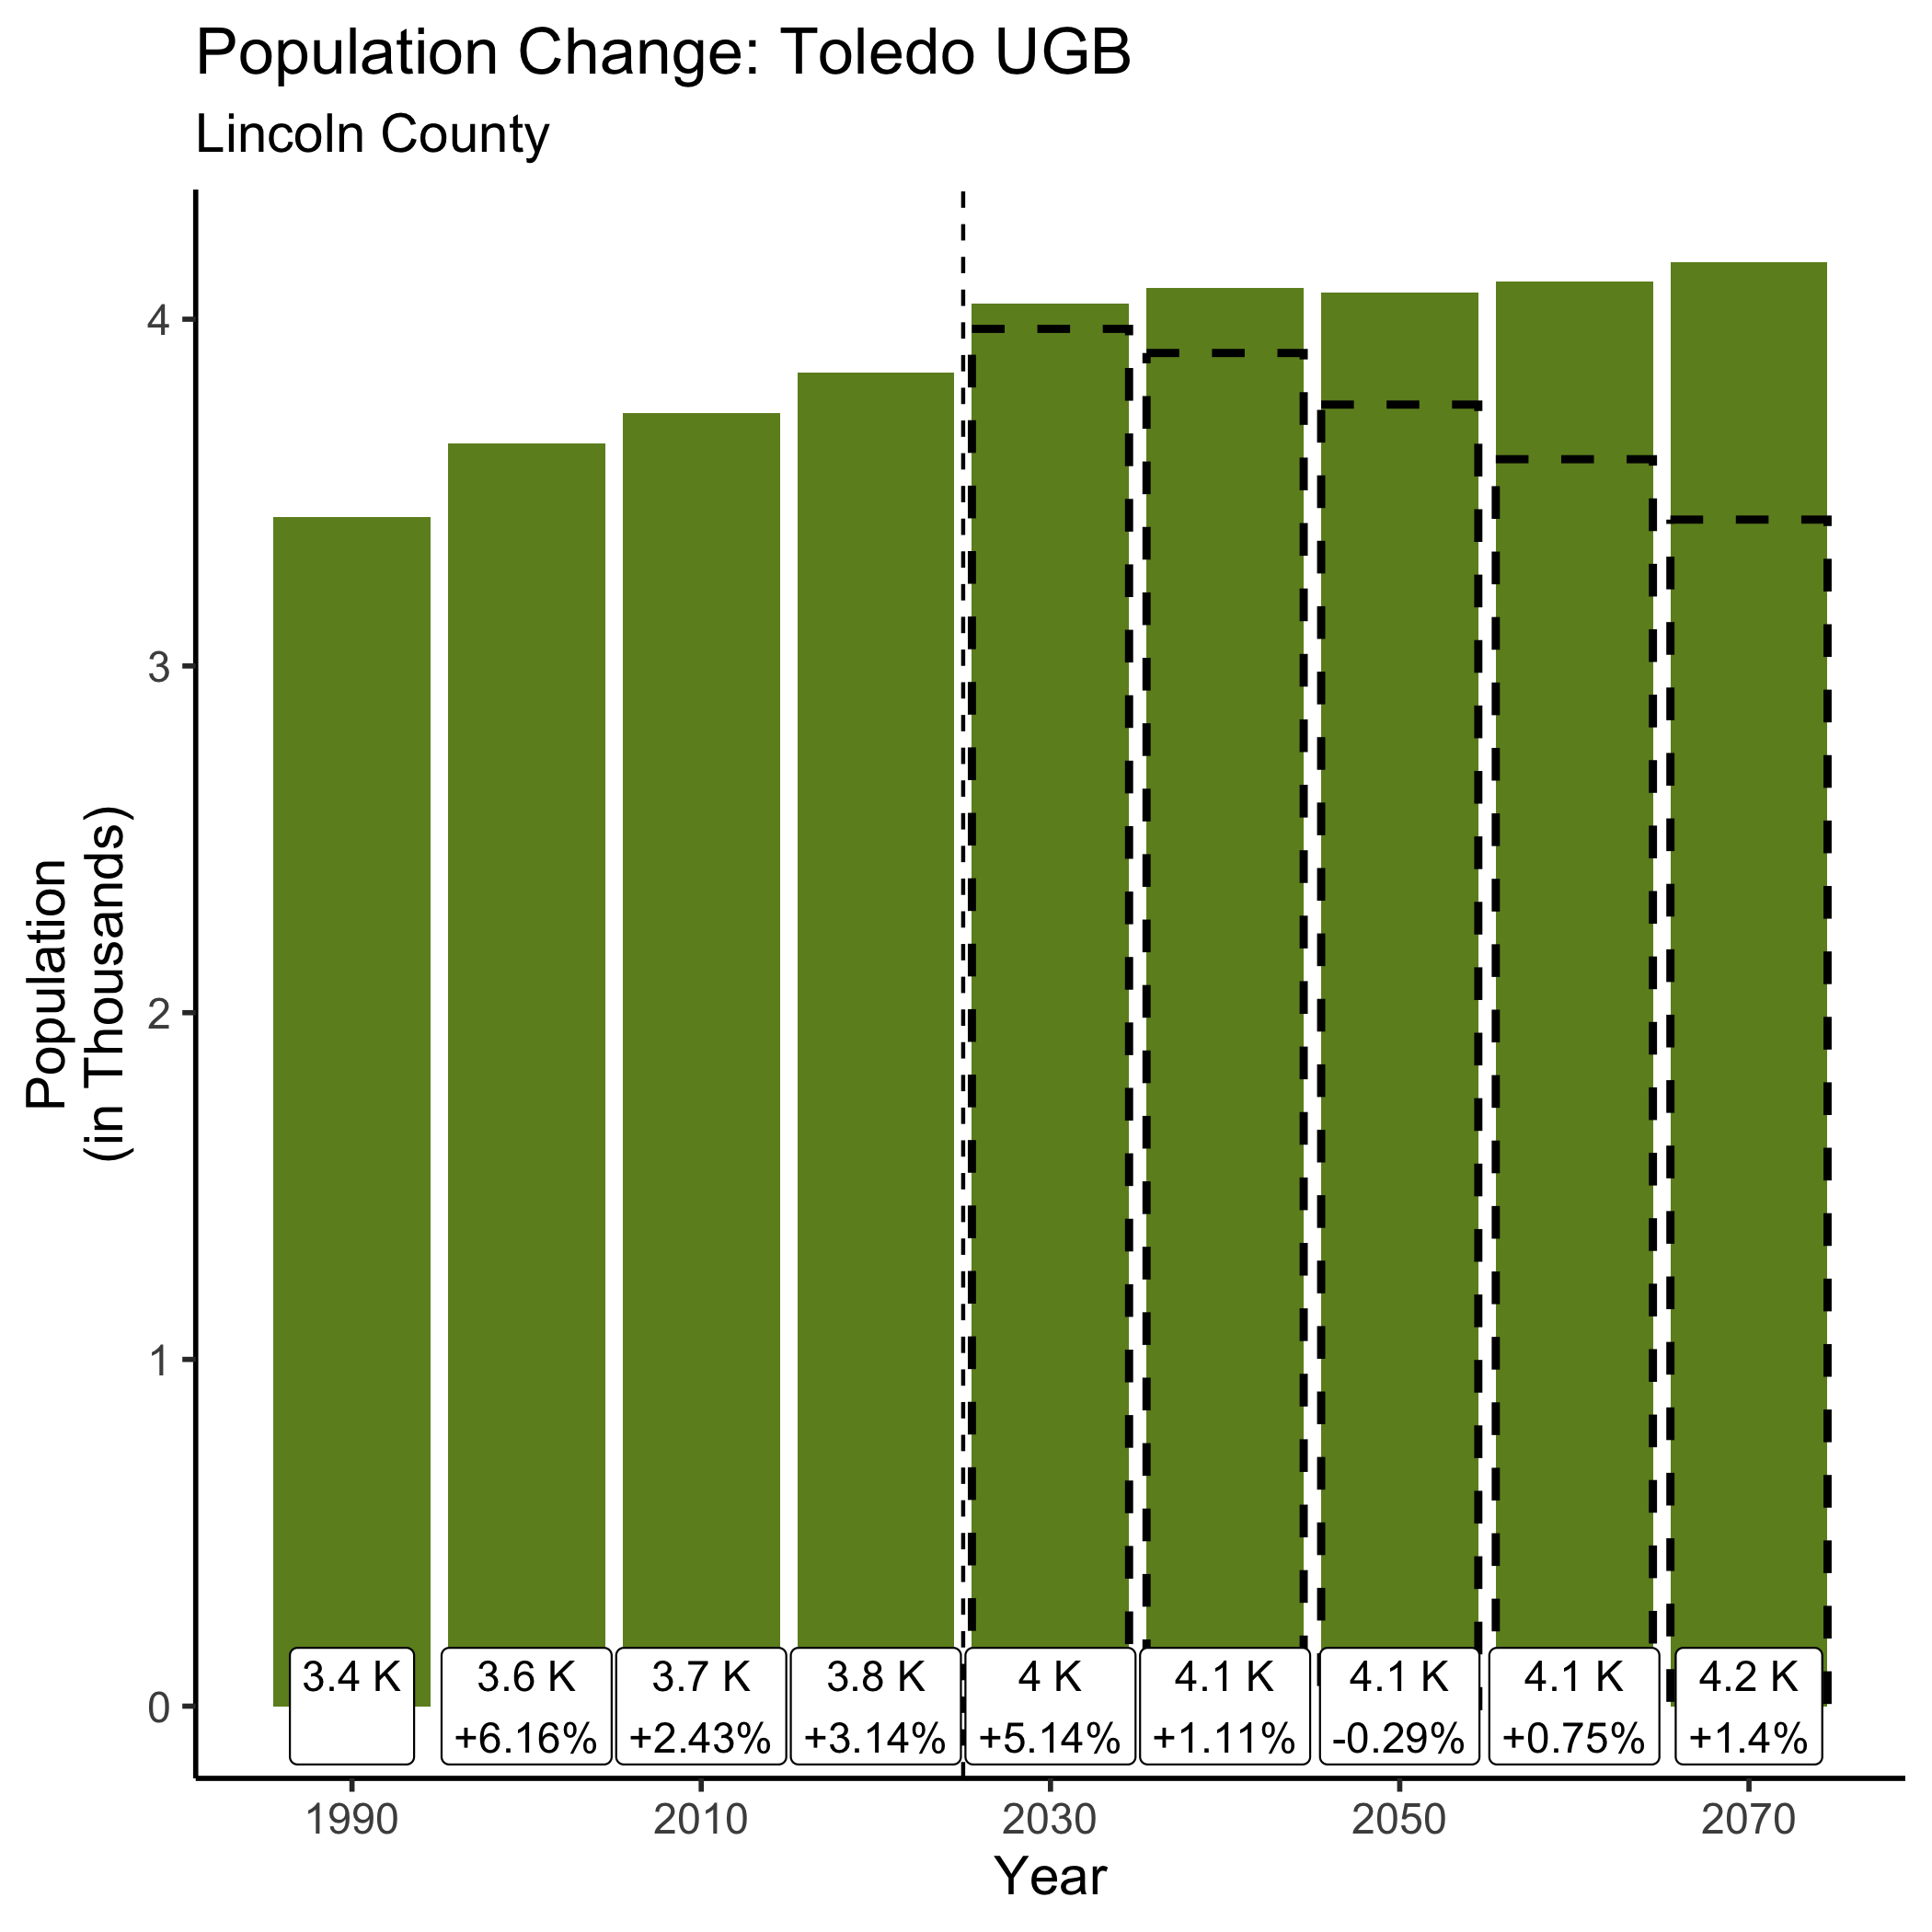 Population Change: Toledo UGB
Lincoln County
Population
(in Thousands)
4
3
2
1
0
3.4 K
3.6 K
+6.16%
3.7 K
+2.43%
3.8 K
+3.14%
4 K
+5.14%
4.1 K
+1.11%
4.1 K
-0.29%
4.1 K
+0.75%
4.2 K
+1.4%
1990
2010
2030
2050
2070
Year